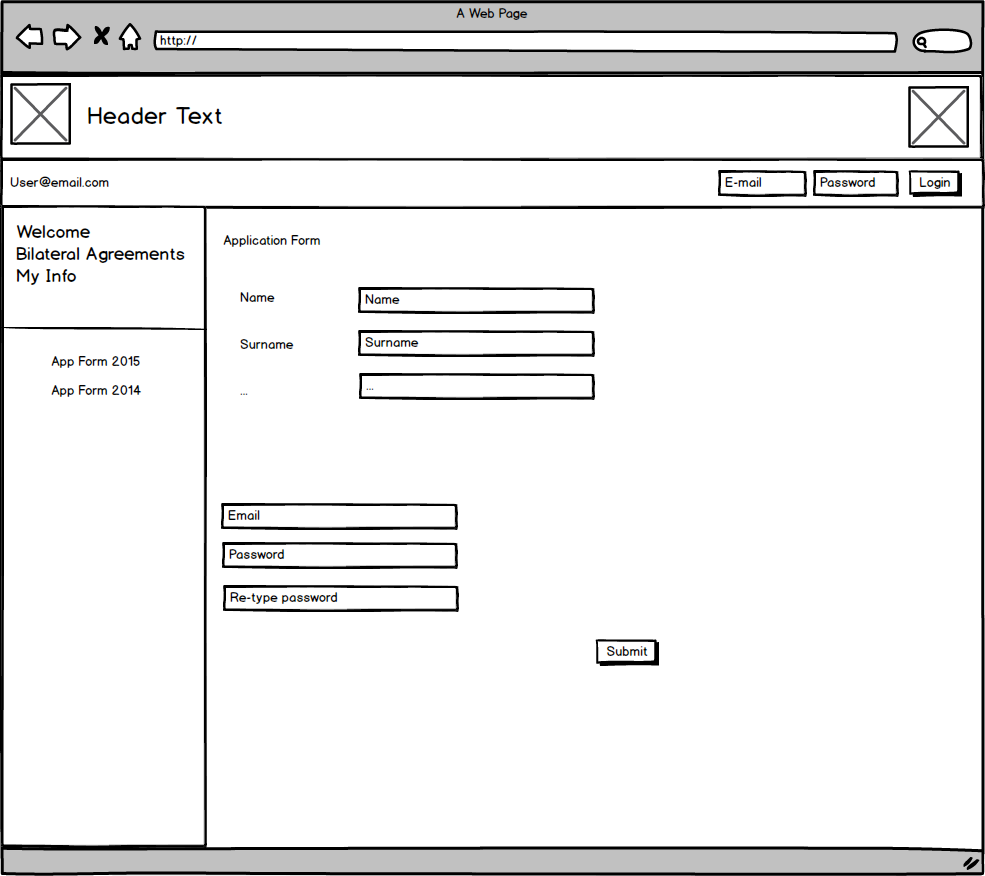 A Web Page
http://
Header Text
User@email.com E-mail Password Login
Welcome
Bilateral Agreements
My Info
App Form 2015
App Form 2014
Application Form
Name Name
Surname Surname
... ...
Email
Password
Re-type password
Submit